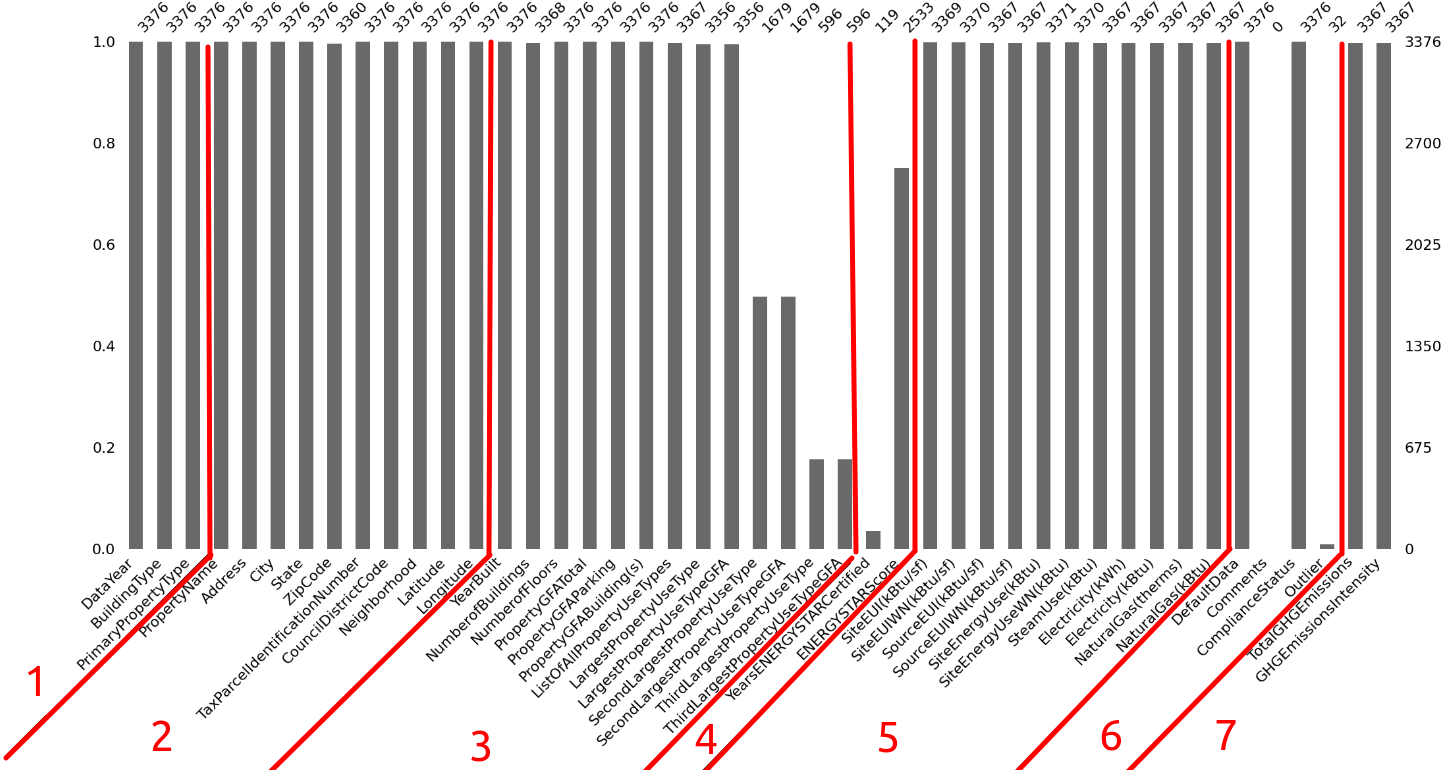 3376 3376 3376 3376 3376 3376 3376 3360 3376 3376 3376 3376 3376 3376 3368 3376 3376 3376 3376 3367 3356 3356 1679 1679 596 596 119 2533 3369 3370 3367 3367 3371 3370 3367 3367 3367 3367 3367 3376 0 3376 32 3367 3367
1.0 3376
0.8 2700
0.6 2025
0.4 1350
0.2 675
0.0 0
DataYear
BuildingType
PrimaryPropertyType
PropertyName
Address
City
State
ZipCode
TaxParcelIdentificationNumber
CouncilDistrictCode
Neighborhood
Latitude
Longitude
YearBuilt
NumberofBuildings
NumberofFloors
PropertyGFATotal
PropertyGFAParking
PropertyGFABuilding(s)
ListOfAllPropertyUseTypes
LargestPropertyUseType
LargestPropertyUseTypeGFA
SecondLargestPropertyUseType
SecondLargestPropertyUseTypeGFA
ThirdLargestPropertyUseType
ThirdLargestPropertyUseTypeGFA
YearsENERGYSTARCertified
ENERGYSTARScore
SiteEUI(kBtu/sf)
SiteEUIWN(kBtu/sf)
SourceEUI(kBtu/sf)
SourceEUIWN(kBtu/sf)
SiteEnergyUse(kBtu)
SiteEnergyUseWN(kBtu)
SteamUse(kBtu)
Electricity(kWh)
Electricity(kBtu)
NaturalGas(therms)
NaturalGas(kBtu)
DefaultData
Comments
ComplianceStatus
Outlier
TotalGHGEmissions
GHGEmissionsIntensity
1 2 3 4 5 6 7